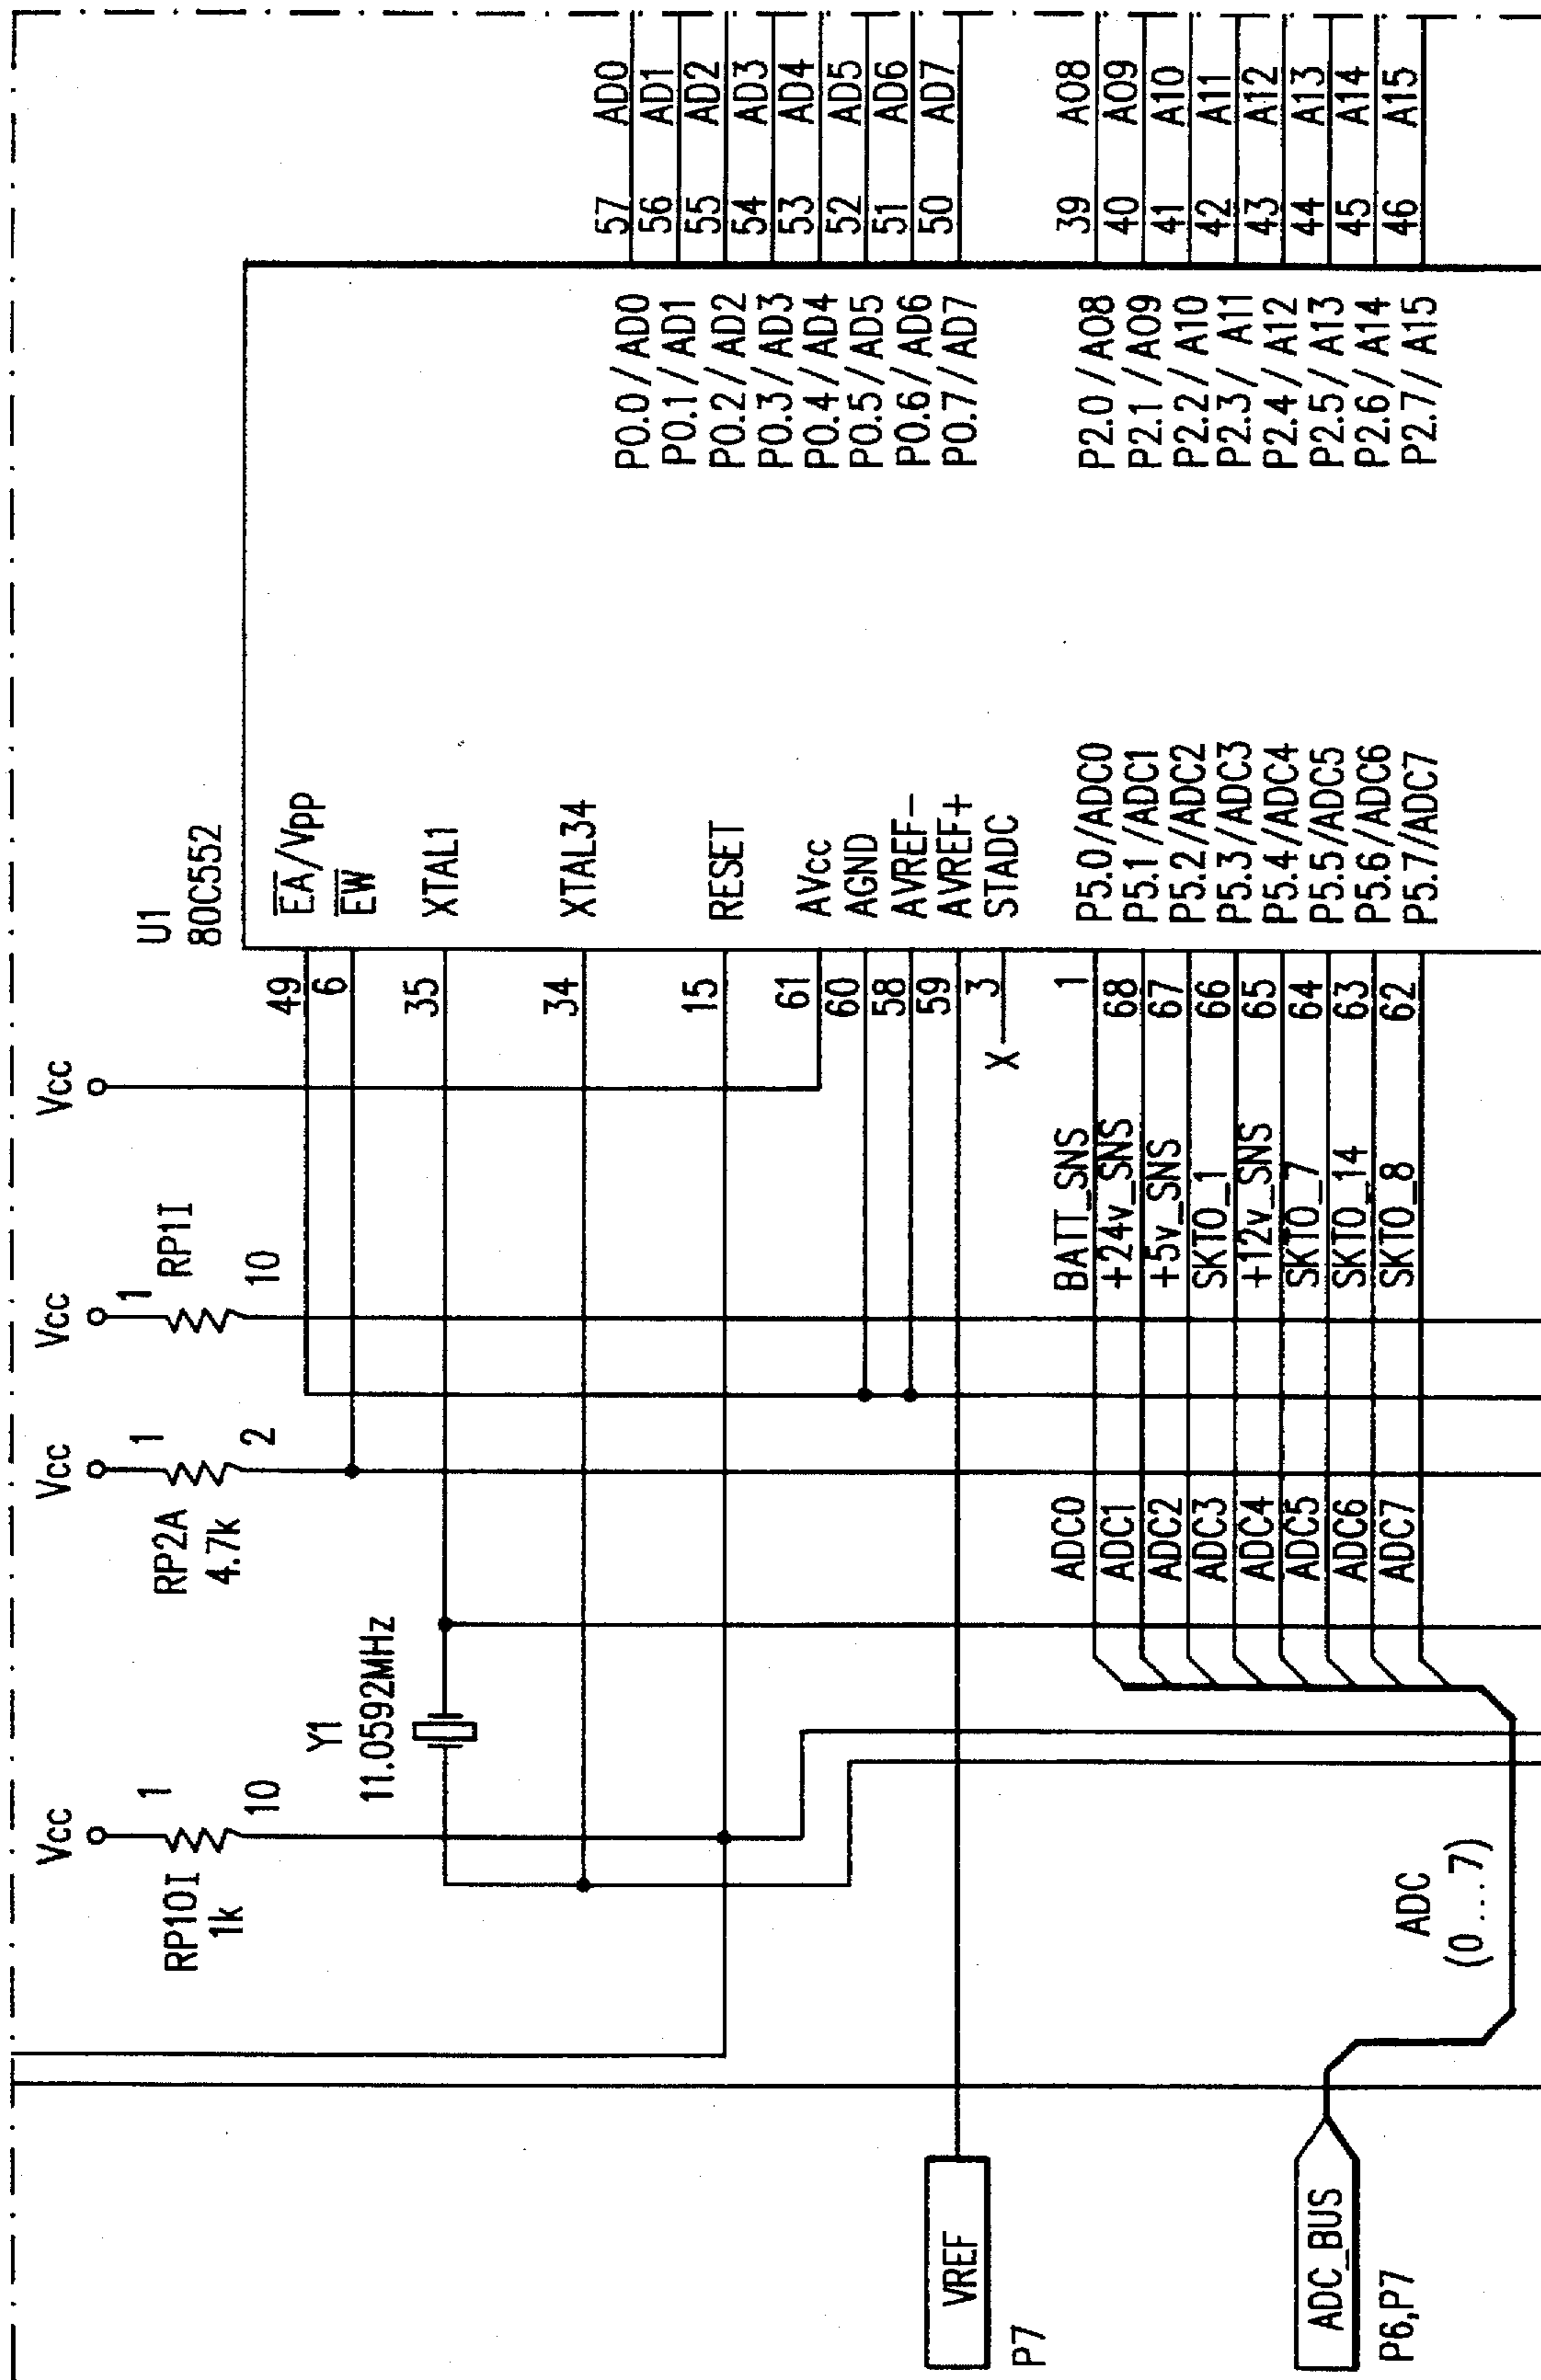 Vcc
Vcc
Vcc
Vcc
RP10I
1k
1
10
RP2A
4.7k
1
2
1
RP1I
10
U1
80C552
Y1
11.0592MHz
49
EA/Vpp
6
EW
35
XTAL1
34
XTAL34
15
RESET
61
AVcc
60
AGND
58
AVREF-
59
AVREF+
X
3
STADC
P0.0/AD0
57
AD0
P0.1/AD1
56
AD1
P0.2/AD2
55
AD2
P0.3/AD3
54
AD3
P0.4/AD4
53
AD4
P0.5/AD5
52
AD5
P0.6/AD6
51
AD6
P0.7/AD7
50
AD7
VREF
P7
ADC0
BATT_SNS
1
P5.0/ADC0
ADC1
+24v_SNS
68
P5.1/ADC1
ADC2
+5v_SNS
67
P5.2/ADC2
ADC3
SKTO_1
66
P5.3/ADC3
ADC4
+12v_SNS
65
P5.4/ADC4
ADC5
SKTO_7
64
P5.5/ADC5
ADC6
SKTO_14
63
P5.6/ADC6
ADC7
SKTO_8
62
P5.7/ADC7
P2.0/A08
39
A08
P2.1/A09
40
A09
P2.2/A10
41
A10
P2.3/A11
42
A11
P2.4/A12
43
A12
P2.5/A13
44
A13
P2.6/A14
45
A14
P2.7/A15
46
A15
ADC_BUS
P6,P7
ADC
(0...7)